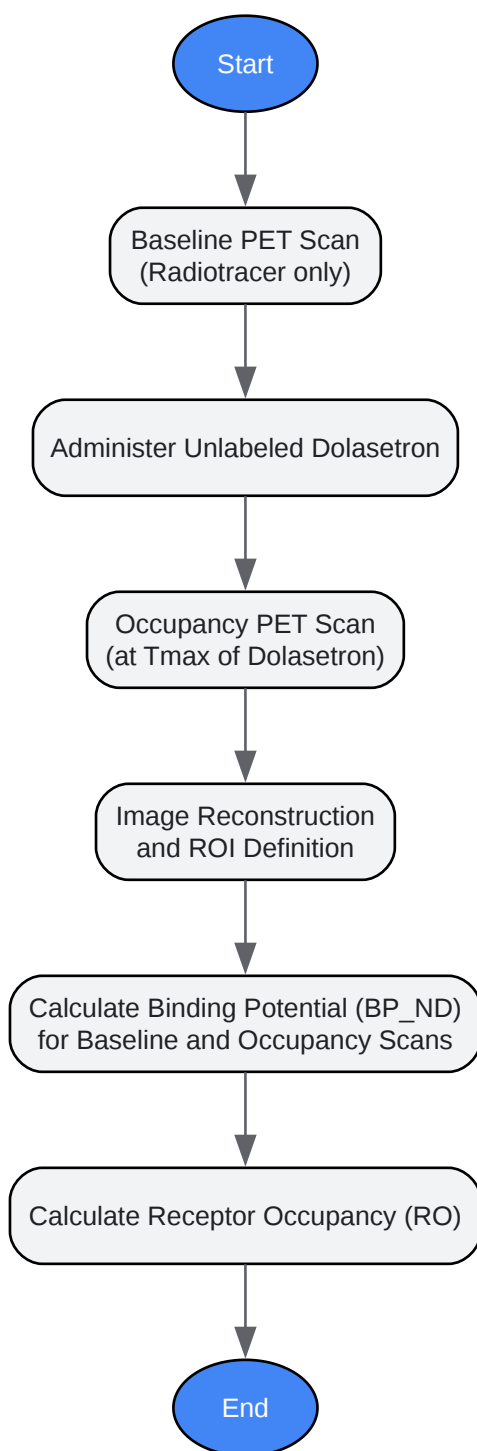 Start
Baseline PET Scan
(Radiotracer only)
Administer Unlabeled Dolasetron
Occupancy PET Scan
(at Tmax of Dolasetron)
Image Reconstruction
and ROI Definition
Calculate Binding Potential (BP_ND)
for Baseline and Occupancy Scans
Calculate Receptor Occupancy (RO)
End